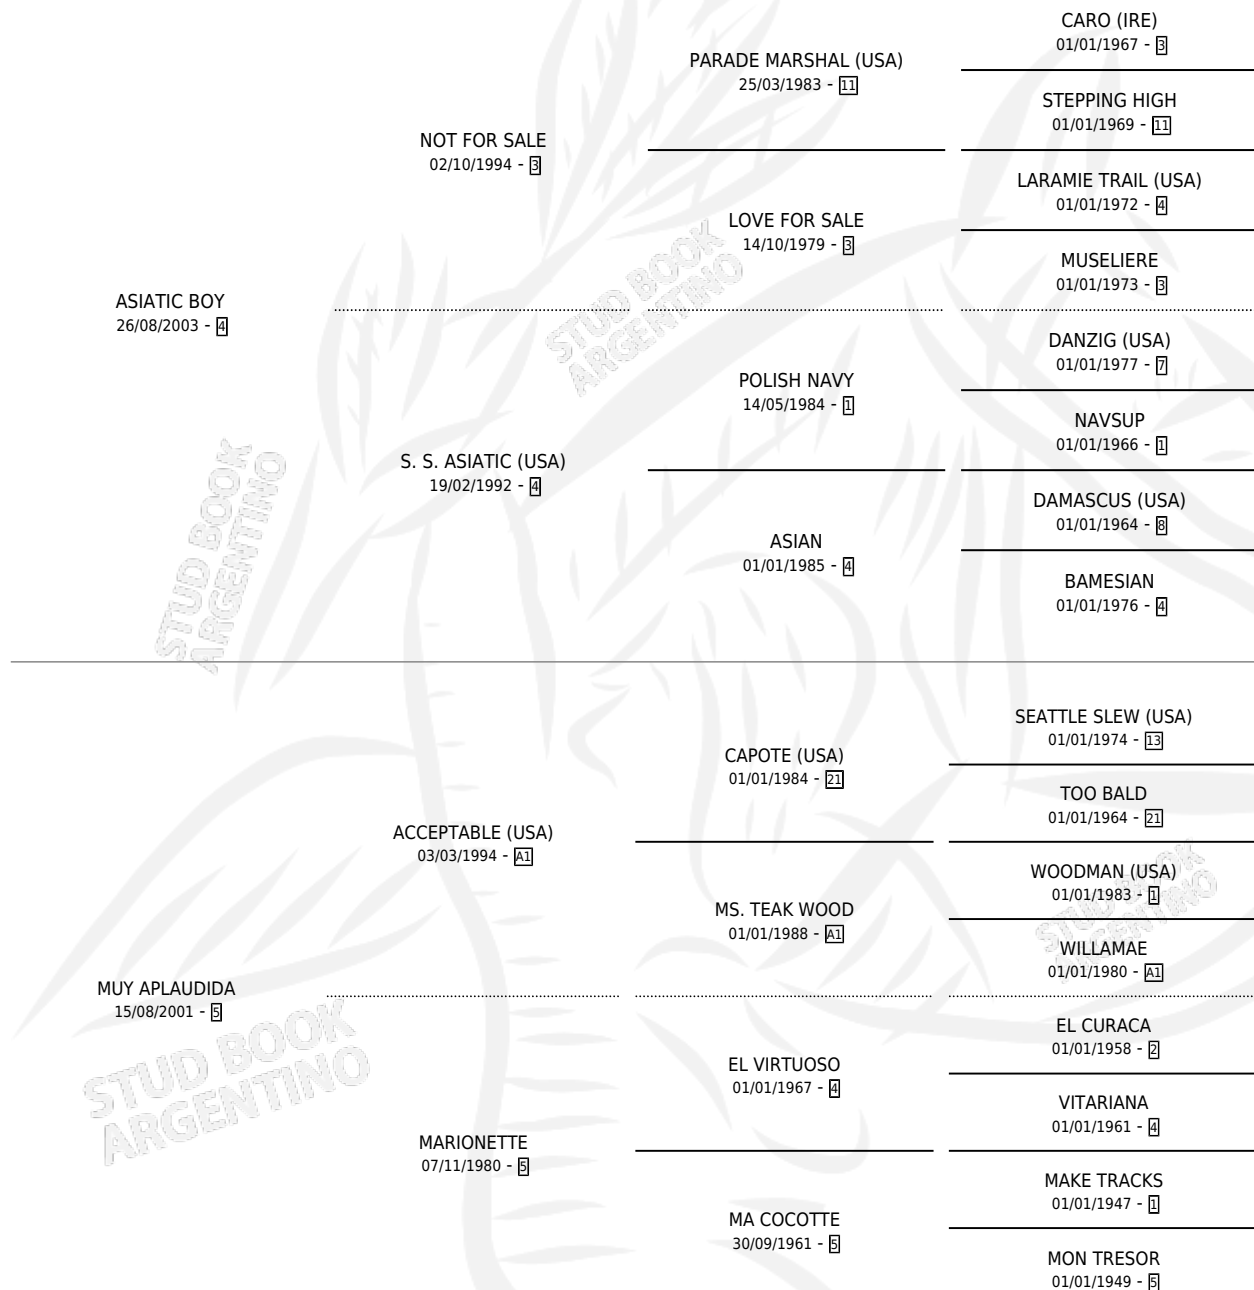 CARO (IRE)
01/01/1967 - 3
PARADE MARSHAL (USA)
25/03/1983 - 11
STEPPING HIGH
01/01/1969 - 11
NOT FOR SALE
02/10/1994 - 3
LARAMIE TRAIL (USA)
01/01/1972 - 4
LOVE FOR SALE
14/10/1979 - 3
MUSELIERE
01/01/1973 - 3
ASIATIC BOY
26/08/2003 - 4
STUD BOOK
ARGENTINO
DANZIG (USA)
01/01/1977 - 7
POLISH NAVY
14/05/1984 - 1
NAVSUP
01/01/1966 - 1
S. S. ASIATIC (USA)
19/02/1992 - 4
DAMASCUS (USA)
01/01/1964 - 8
ASIAN
01/01/1985 - 4
BAMESIAN
01/01/1976 - 4
STUD BOOK
ARGENTINO
SEATTLE SLEW (USA)
01/01/1974 - 13
CAPOTE (USA)
01/01/1984 - 21
TOO BALD
01/01/1964 - 21
ACCEPTABLE (USA)
03/03/1994 - A1
WOODMAN (USA)
01/01/1983 - 1
MS. TEAK WOOD
01/01/1988 - A1
STUD BOOK
ARGENTINO
WILLAMAE
01/01/1980 - A1
MUY APLAUDIDA
15/08/2001 - 5
STUD BOOK
ARGENTINO
EL CURACA
01/01/1958 - 2
EL VIRTUOSO
01/01/1967 - 4
VITARIANA
01/01/1961 - 4
MARIONETTE
07/11/1980 - 5
MAKE TRACKS
01/01/1947 - 1
MA COCOTTE
30/09/1961 - 5
MON TRESOR
01/01/1949 - 5